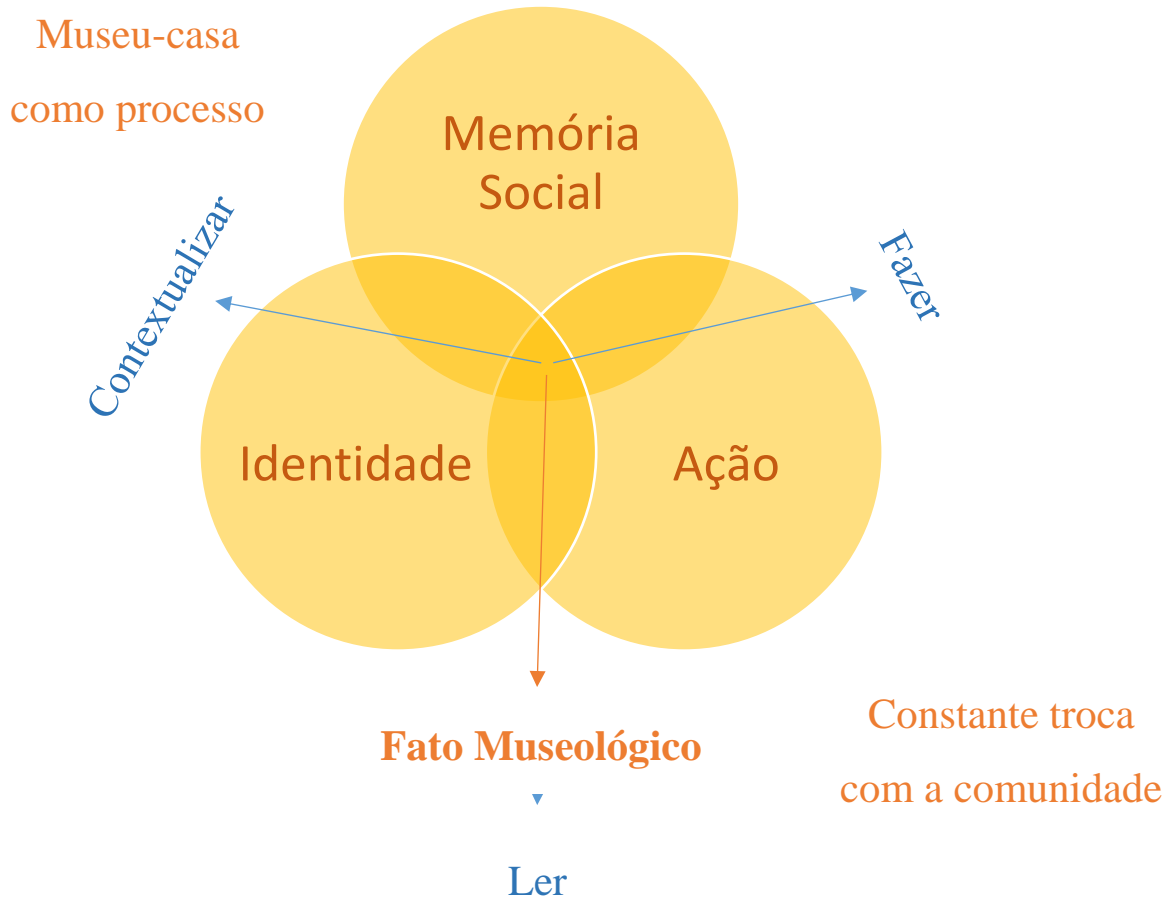 Museu-casa
como processo
Memória
Social
Contextualizar
Fazer
Identidade
Ação
Fato Museológico
Constante troca
com a comunidade
Ler